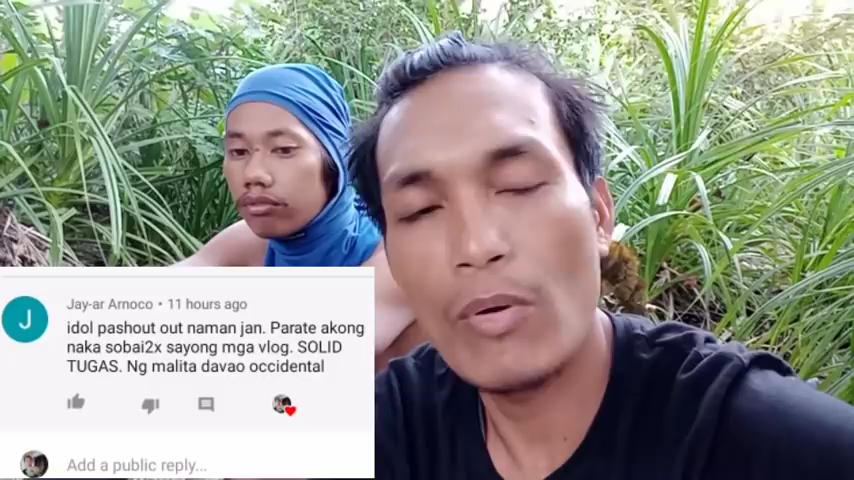 J
Jay-ar Arnoco • 11 hours ago
idol pashout out naman jan. Parate akong
naka sobai2x sayong mga vlog. SOLID
TUGAS. Ng malita davao occidental
Add a public reply...